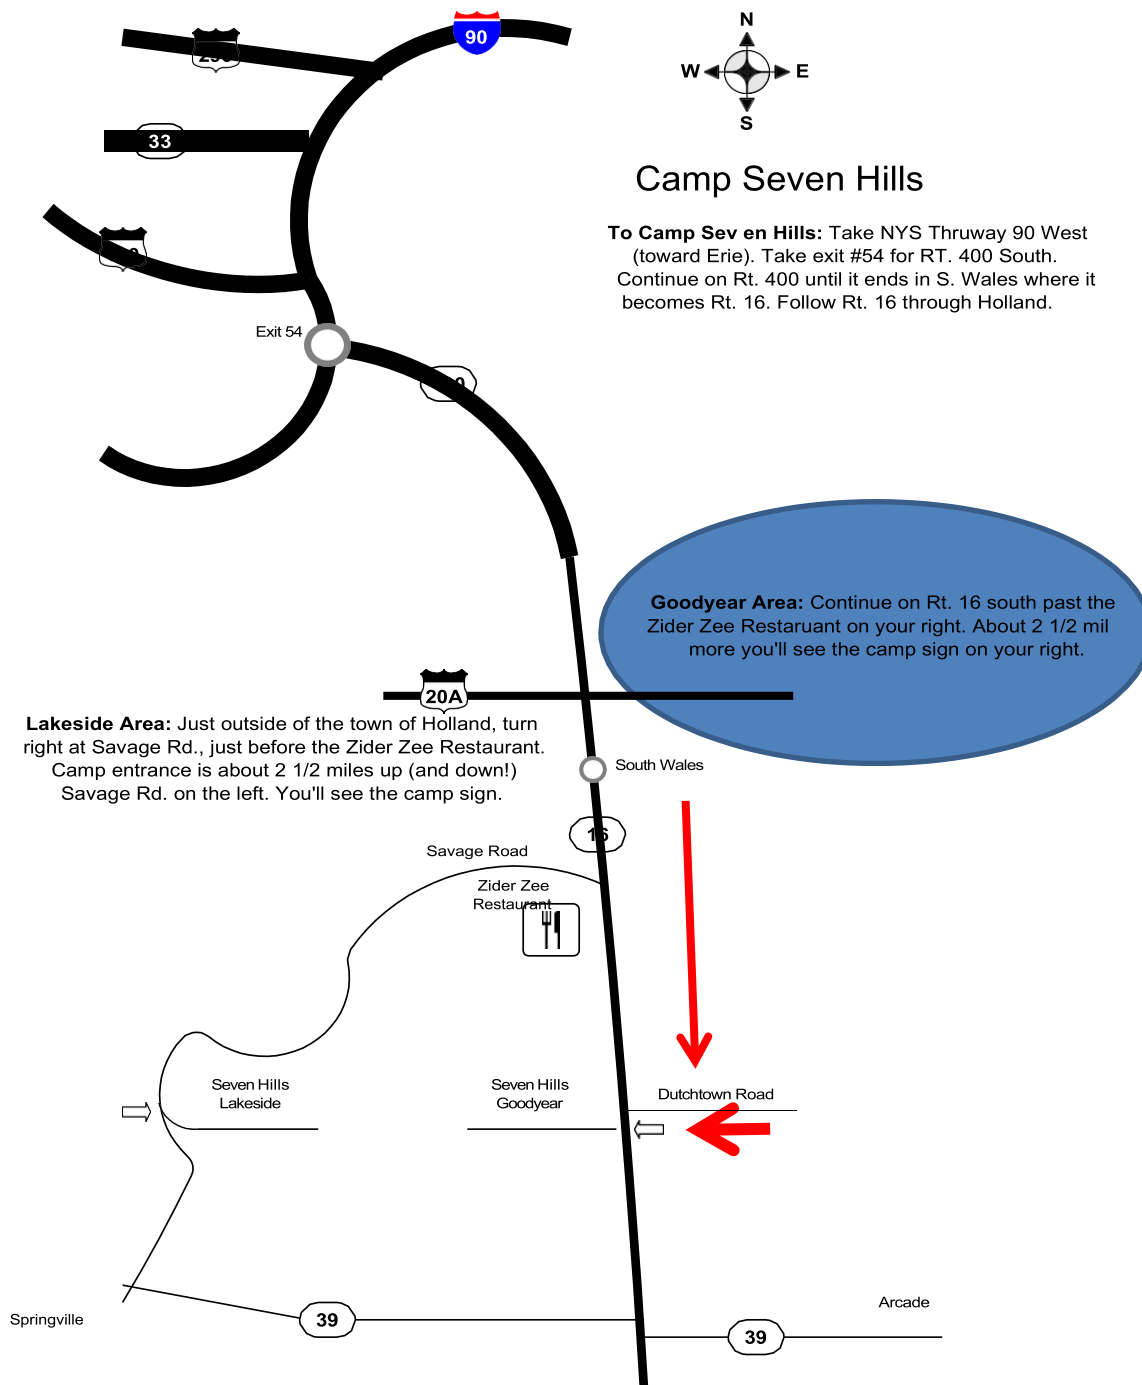 N
90
W E
33
S
Camp Seven Hills
To Camp Sev en Hills: Take NYS Thruway 90 West
(toward Erie). Take exit #54 for RT. 400 South.
Continue on Rt. 400 until it ends in S. Wales where it
becomes Rt. 16. Follow Rt. 16 through Holland.
Exit 54
Goodyear Area: Continue on Rt. 16 south past the
Zider Zee Restaruant on your right. About 2 1/2 mil
more you'll see the camp sign on your right.
20A
Lakeside Area: Just outside of the town of Holland, turn
right at Savage Rd., just before the Zider Zee Restaurant.
Camp entrance is about 2 1/2 miles up (and down!)
Savage Rd. on the left. You'll see the camp sign.
South Wales
16
Savage Road
Zider Zee
Restaurant
Seven Hills
Lakeside
Seven Hills
Goodyear
Dutchtown Road
Springville
39
Arcade
39